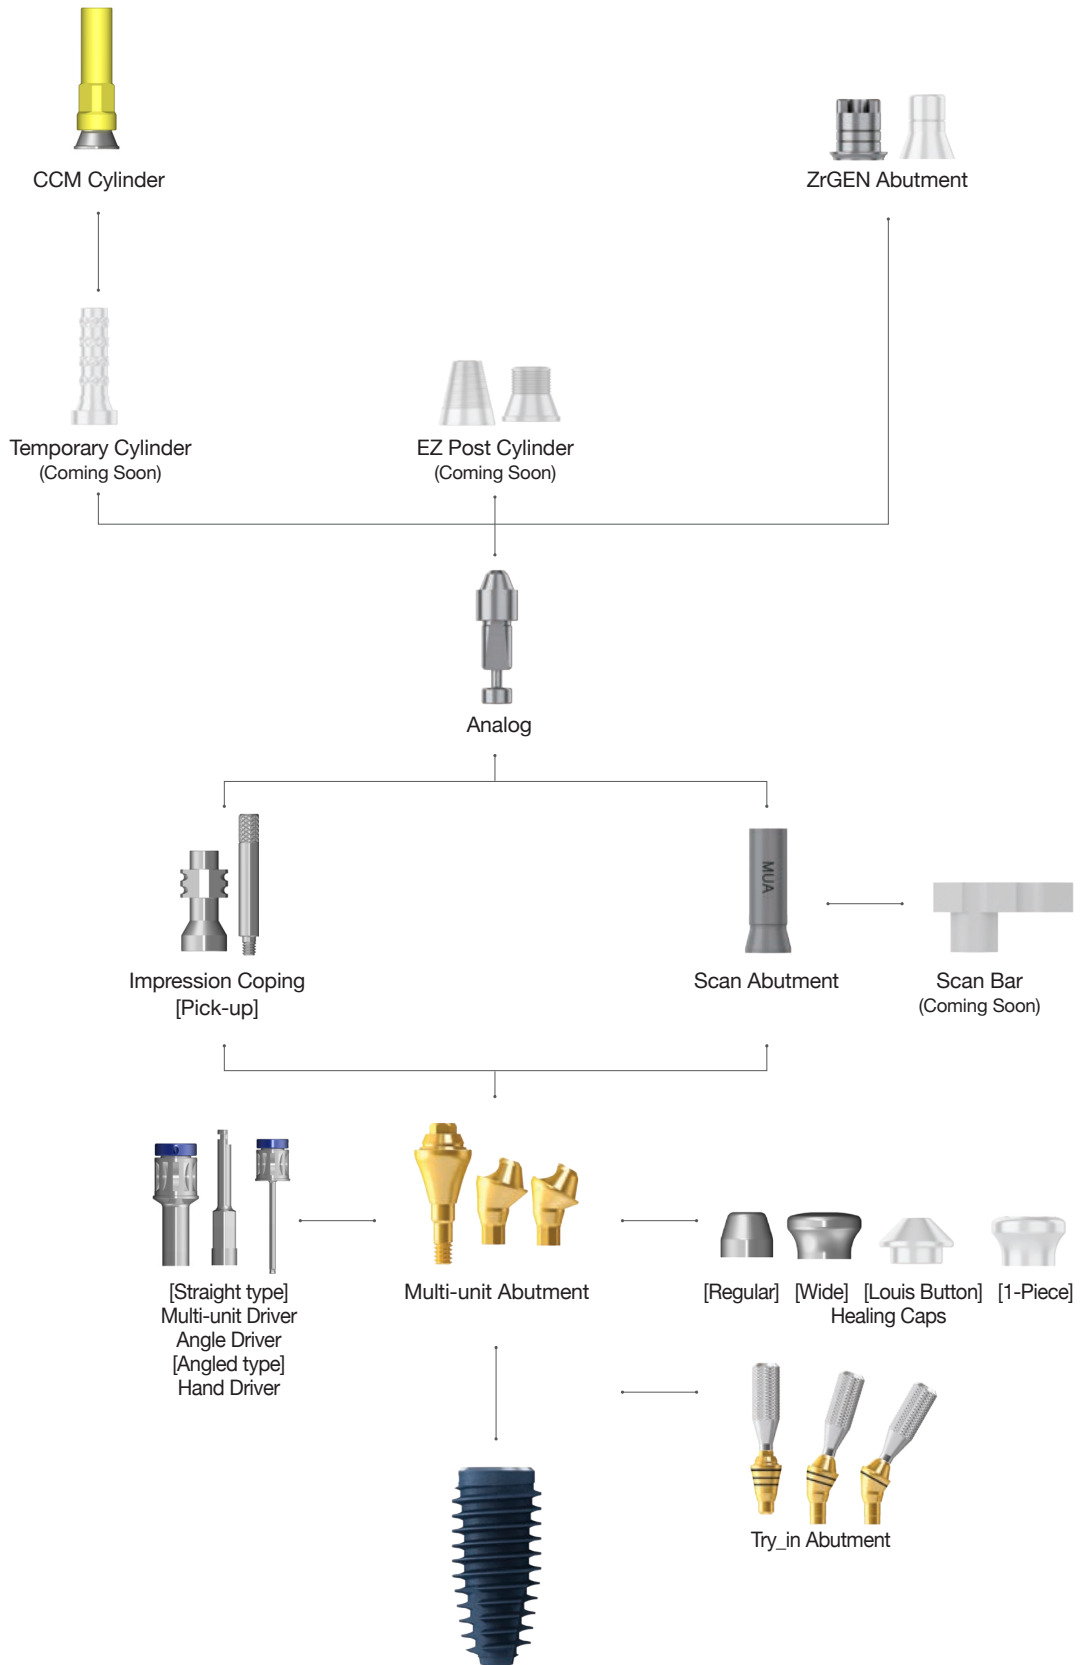 CCM Cylinder
ZrGEN Abutment
Temporary Cylinder
(Coming Soon)
EZ Post Cylinder
(Coming Soon)
Analog
MUA
Impression Coping
[Pick-up]
Scan Abutment
Scan Bar
(Coming Soon)
[Straight type]
Multi-unit Driver
Angle Driver
[Angled type]
Hand Driver
Multi-unit Abutment
[Regular] [Wide] [Louis Button] [1-Piece]
Healing Caps
Try_in Abutment